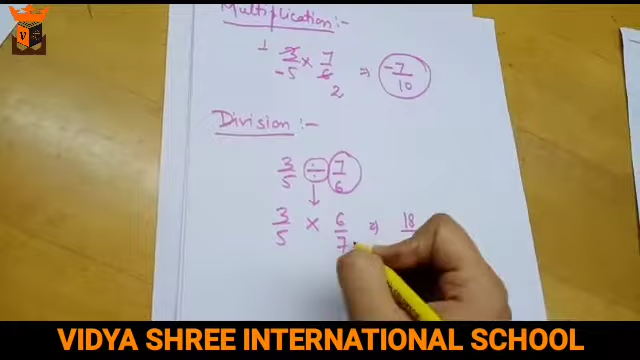 Multiplication :-
1 3/-5 × 7/6 2 ⇒ -7/10
Division :-
3/5 ÷ 7/6
3/5 × 6/7 ⇒ 18
VIDYA SHREE INTERNATIONAL SCHOOL